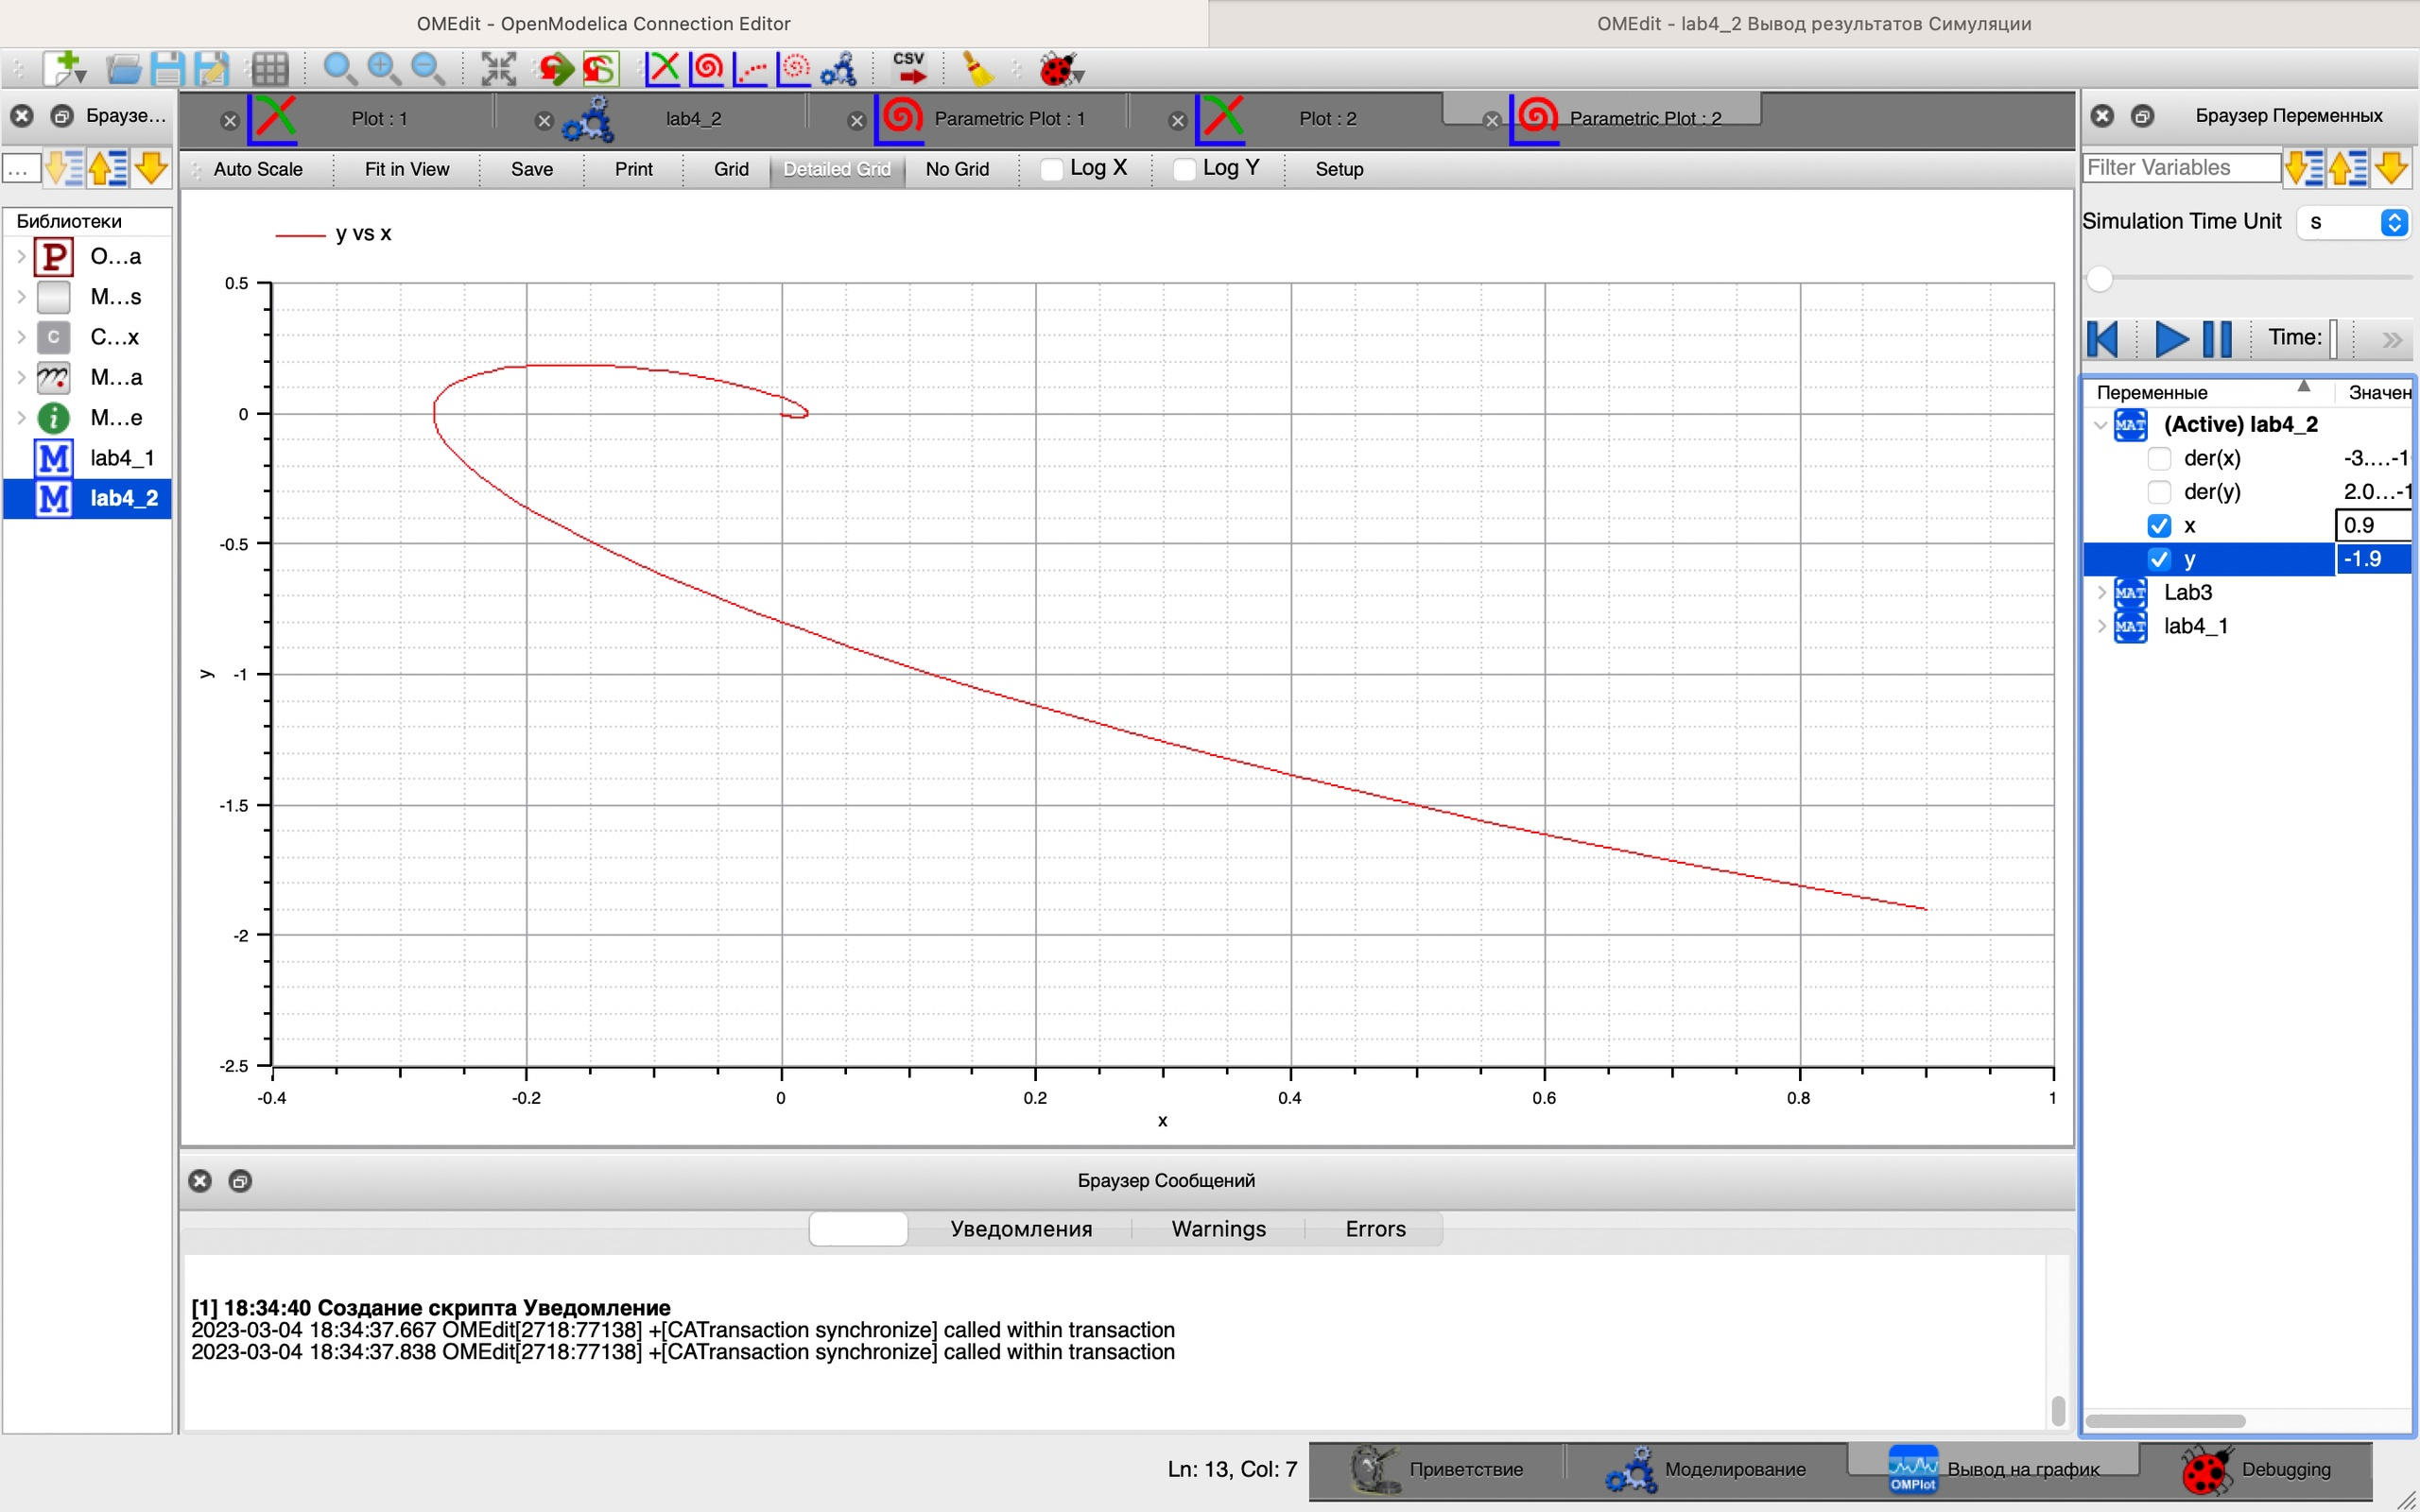 OMEdit - OpenModelica Connection Editor
OMEdit - lab4_2 Вывод результатов Симуляции
CSV
Браузе...
Plot : 1
lab4_2
Parametric Plot : 1
Plot : 2
Parametric Plot : 2
Браузер Переменных
...
Auto Scale
Fit in View
Save
Print
Grid
Detailed Grid
No Grid
Log X
Log Y
Setup
Filter Variables
Библиотеки
P O...a
M...s
C C...x
M...a
i M...e
M lab4_1
M lab4_2
y vs x
0.5
0
-0.5
-1
-1.5
-2
-2.5
y
-0.4
-0.2
0
0.2
0.4
0.6
0.8
1
x
Simulation Time Unit
s
Time:
»
Переменные
Значен
MAT (Active) lab4_2
der(x)
-3....-1
der(y)
2.0...-1
x
0.9
y
-1.9
MAT Lab3
MAT lab4_1
Браузер Сообщений
Уведомления
Warnings
Errors
[1] 18:34:40 Создание скрипта Уведомление
2023-03-04 18:34:37.667 OMEdit[2718:77138] +[CATransaction synchronize] called within transaction
2023-03-04 18:34:37.838 OMEdit[2718:77138] +[CATransaction synchronize] called within transaction
Ln: 13, Col: 7
Приветствие
Моделирование
OMPlot
Вывод на график
Debugging